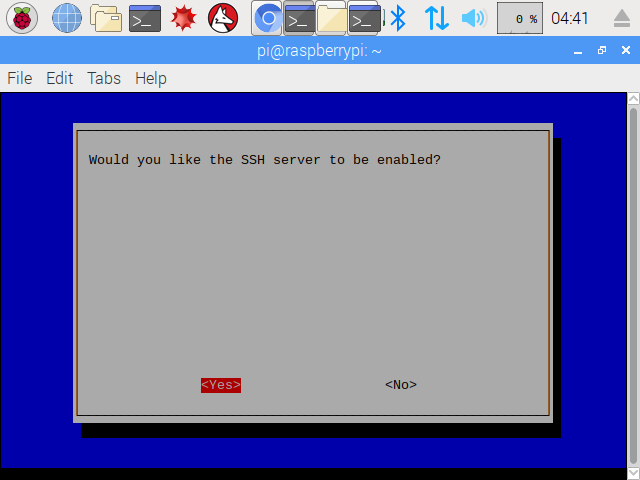 0 % 04:41
pi@raspberrypi: ~
File Edit Tabs Help
Would you like the SSH server to be enabled?
<Yes> <No>